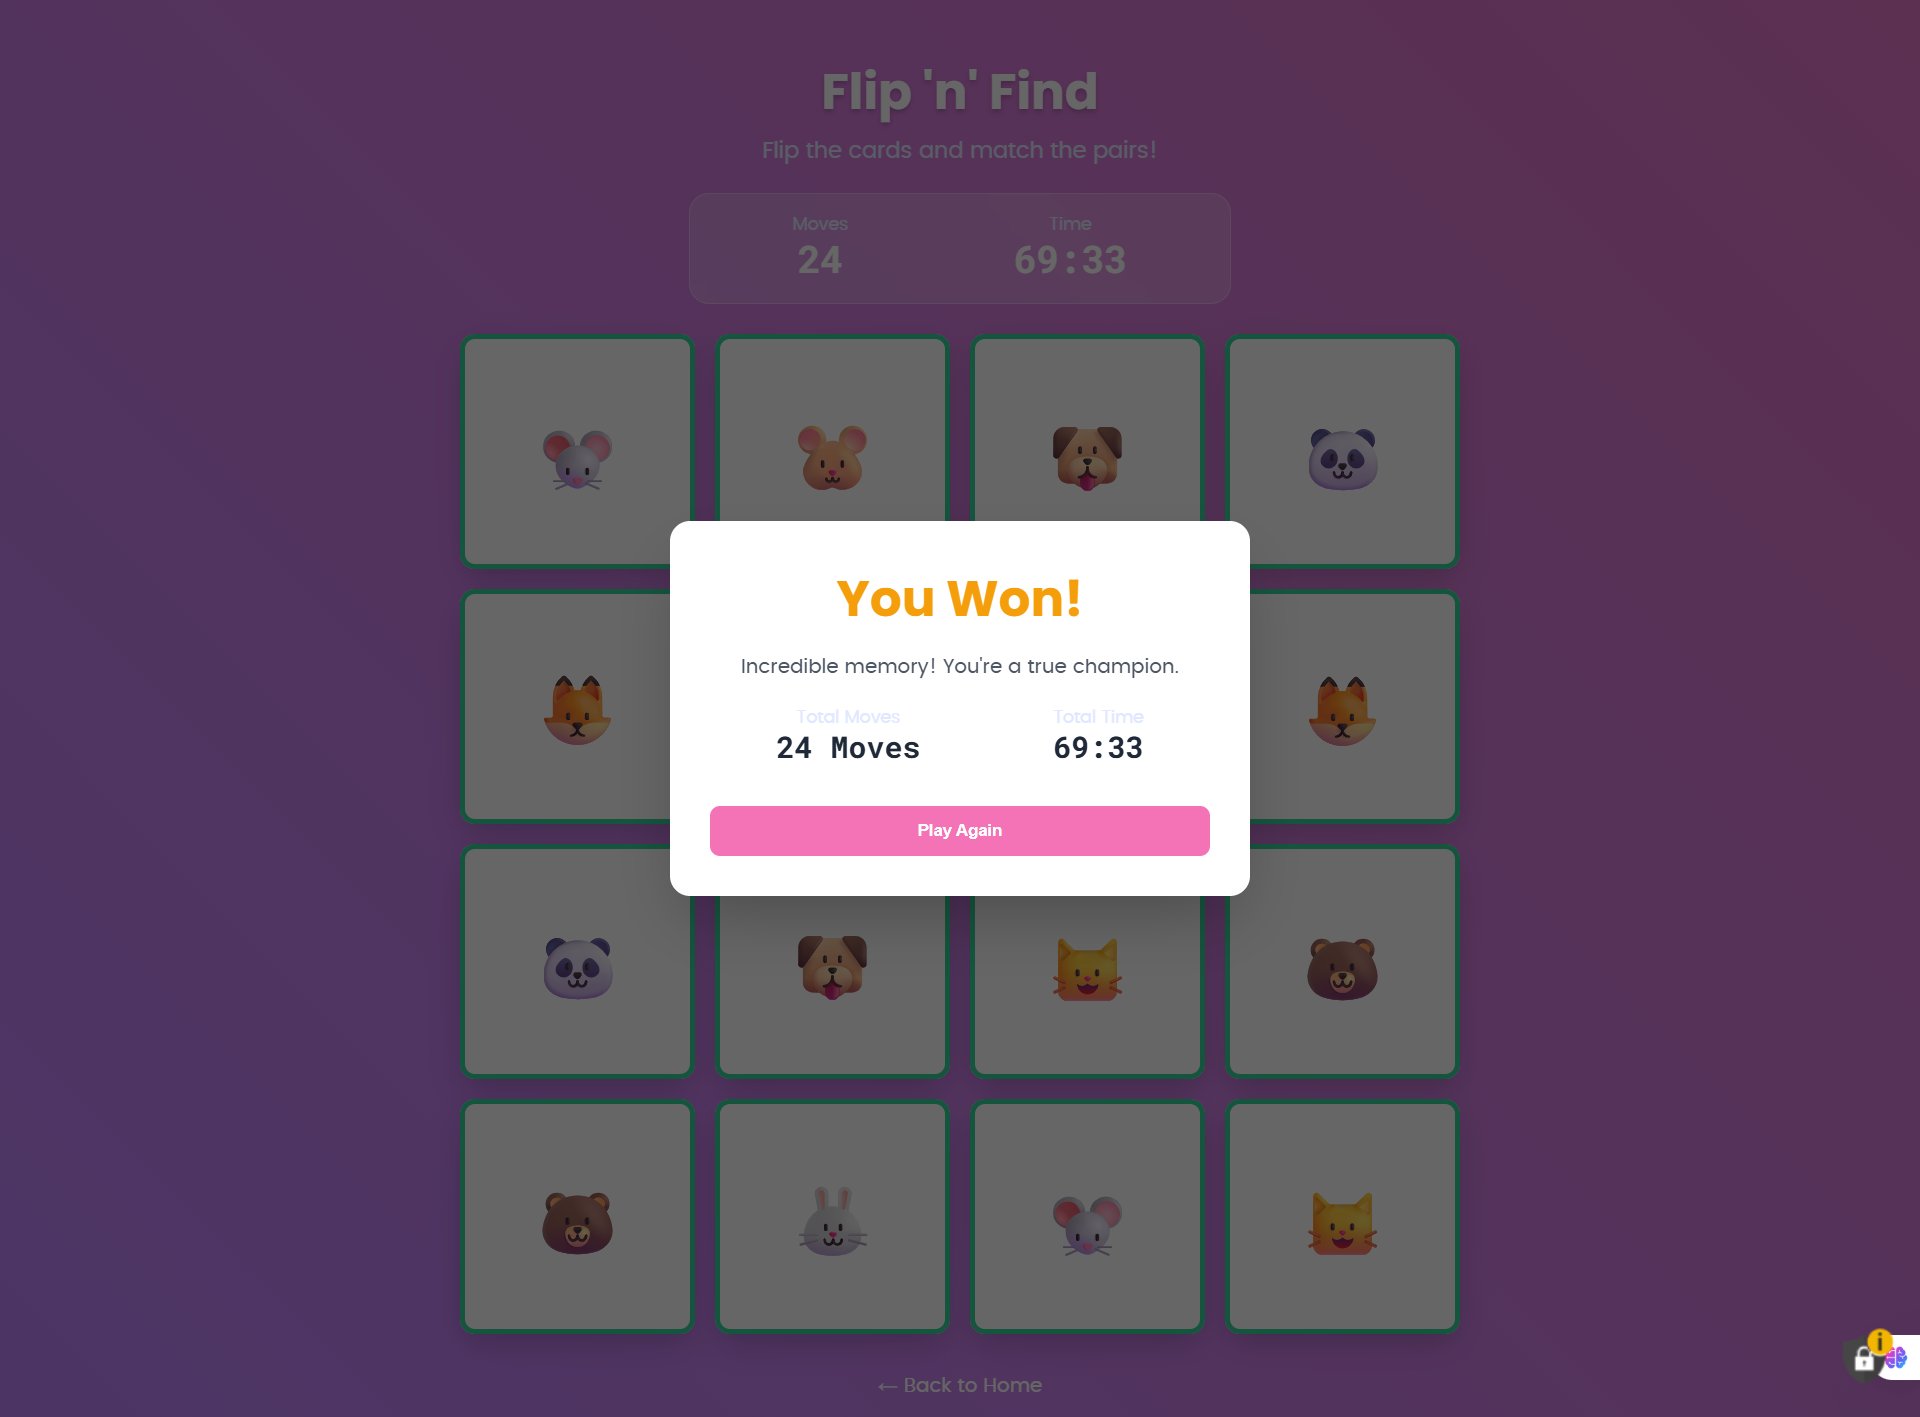 Flip 'n' Find
Flip the cards and match the pairs!
Moves
24
Time
69:33
You Won!
Incredible memory! You're a true champion.
Total Moves
24 Moves
Total Time
69:33
Play Again
← Back to Home